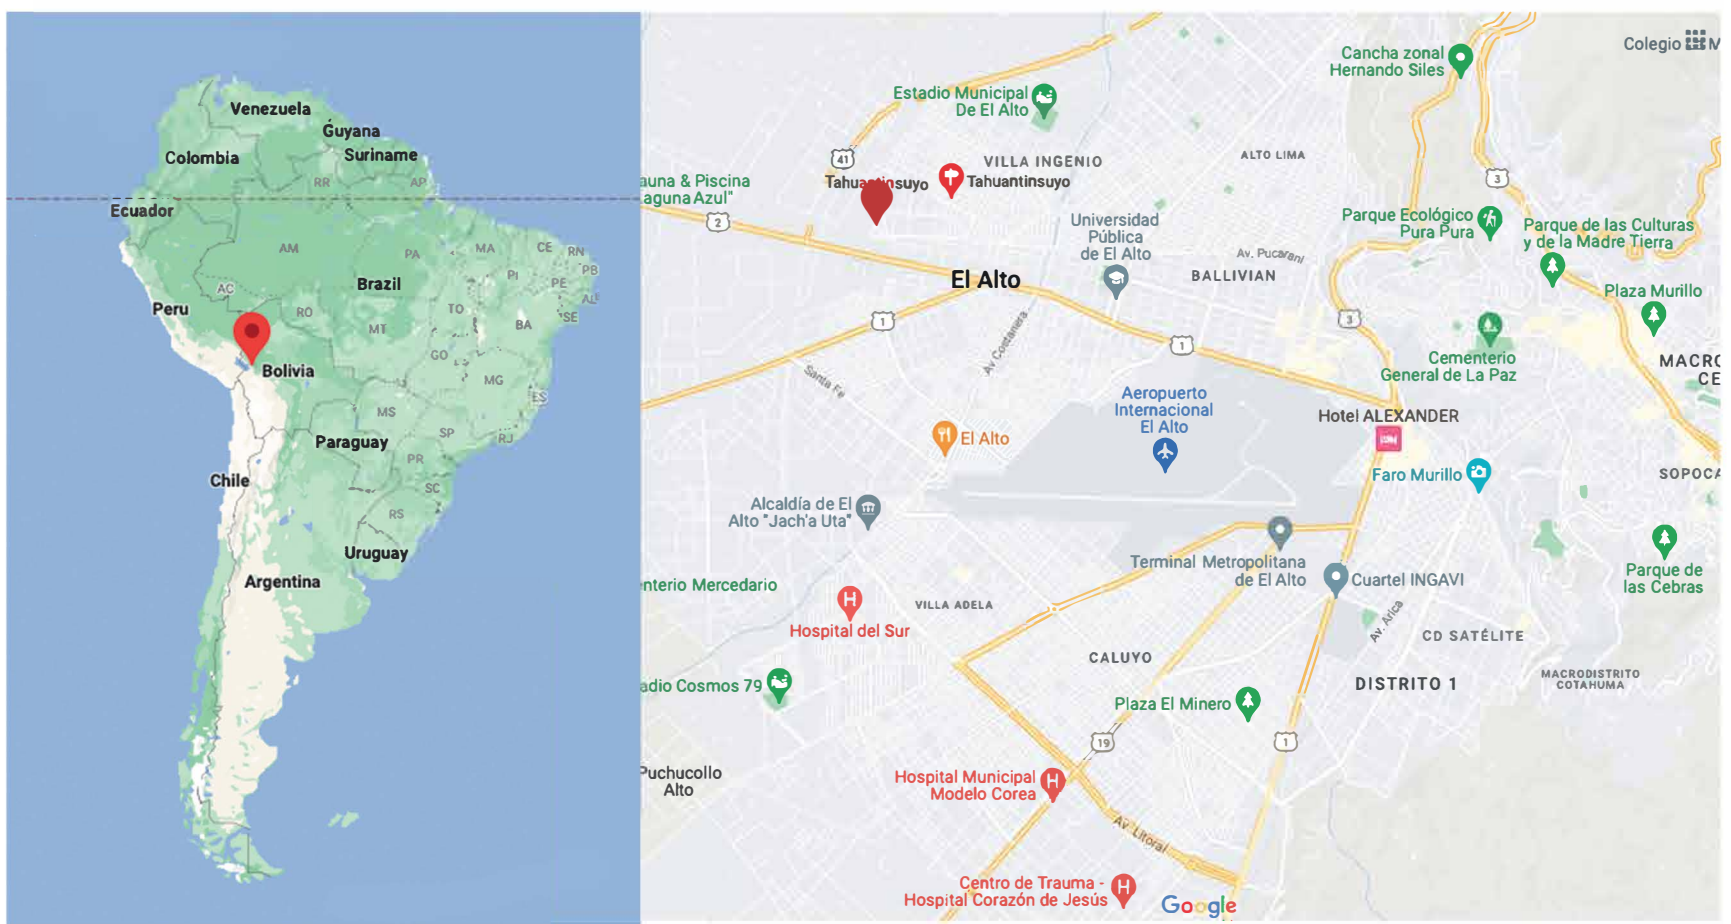 Venezuela
Guyana
Colombia
Suriname
RR
AP
Ecuador
AM
PA
MA
CE
RN
PB
PI
PE
AL
SE
AC
Brazil
Peru
RO
TO
BA
MT
GO
Bolivia
MG
ES
MS
Paraguay
SP
RJ
PR
Chile
SC
RS
Uruguay
Argentina
Colegio
M
Cancha zonal
Hernando Siles
Estadio Municipal
De El Alto
41
VILLA INGENIO
ALTO LIMA
3
Tahuantinsuyo
Tahuantinsuyo
auna & Piscina
aguna Azul"
2
Universidad
Pública
de El Alto
Parque Ecológico
Pura Pura
Parque de las Culturas
y de la Madre Tierra
Av. Pucarani
BALLIVIAN
El Alto
Plaza Murillo
1
Av Costanera
3
1
Cementerio
General de La Paz
MACRO
CE
Santa Fe
Aeropuerto
Internacional
El Alto
Hotel ALEXANDER
El Alto
Faro Murillo
SOPOCA
Alcaldía de El
Alto "Jach'a Uta"
Terminal Metropolitana
de El Alto
Cuartel INGAVI
Parque de
las Cebras
enterio Mercedario
H
Hospital del Sur
VILLA ADELA
Av. Arica
CD SATÉLITE
CALUYO
adio Cosmos 79
DISTRITO 1
MACRODISTRITO
COTAHUMA
Plaza El Minero
19
1
Puchucollo
Alto
Hospital Municipal
Modelo Corea
H
Av. Litoral
Centro de Trauma -
Hospital Corazón de Jesús
H
Google